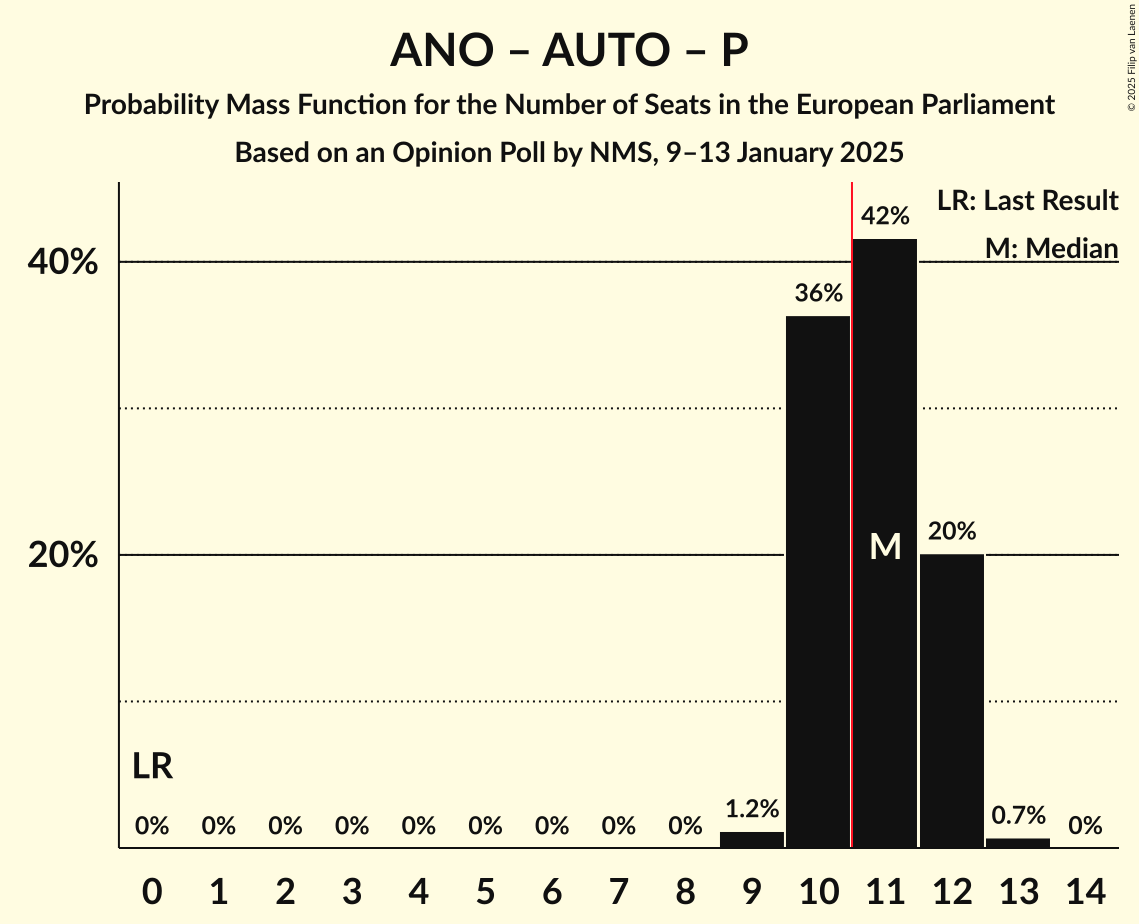 ANO – AUTO – P
Probability Mass Function for the Number of Seats in the European Parliament
Based on an Opinion Poll by NMS, 9–13 January 2025
© 2025 Filip van Laenen
LR: Last Result
M: Median
40%
20%
42%
36%
20%
M
LR
0% 0% 0% 0% 0% 0% 0% 0% 0% 1.2% 0.7% 0%
0 1 2 3 4 5 6 7 8 9 10 11 12 13 14